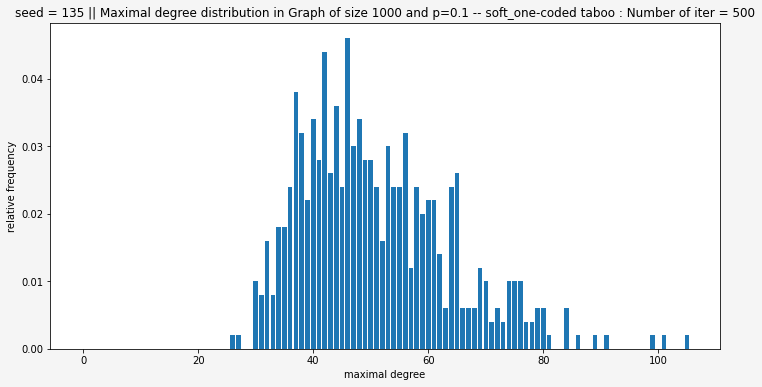 seed = 135 || Maximal degree distribution in Graph of size 1000 and p=0.1 -- soft_one-coded taboo : Number of iter = 500
relative frequency
0.04
0.03
0.02
0.01
0.00
0 20 40 60 80 100
maximal degree